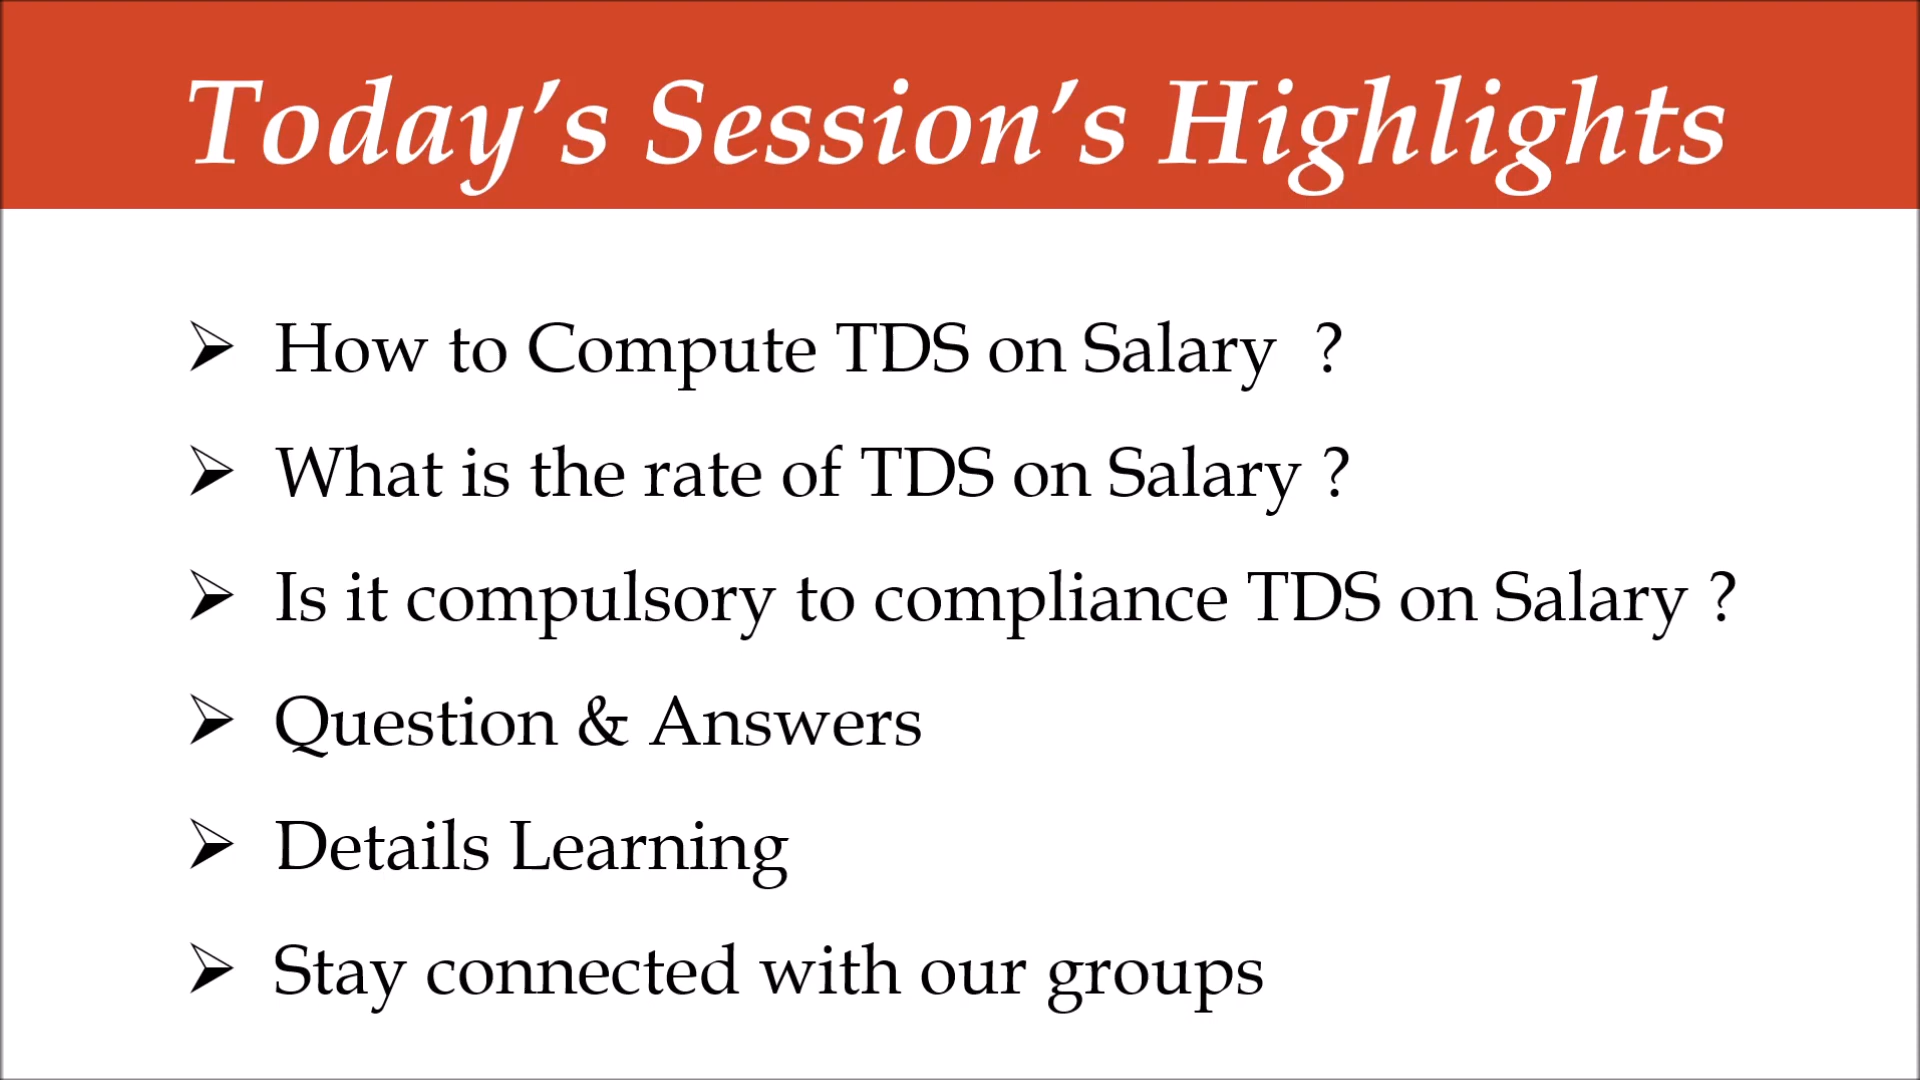 Today’s Session’s Highlights
➢ How to Compute TDS on Salary ?
➢ What is the rate of TDS on Salary ?
➢ Is it compulsory to compliance TDS on Salary ?
➢ Question & Answers
➢ Details Learning
➢ Stay connected with our groups